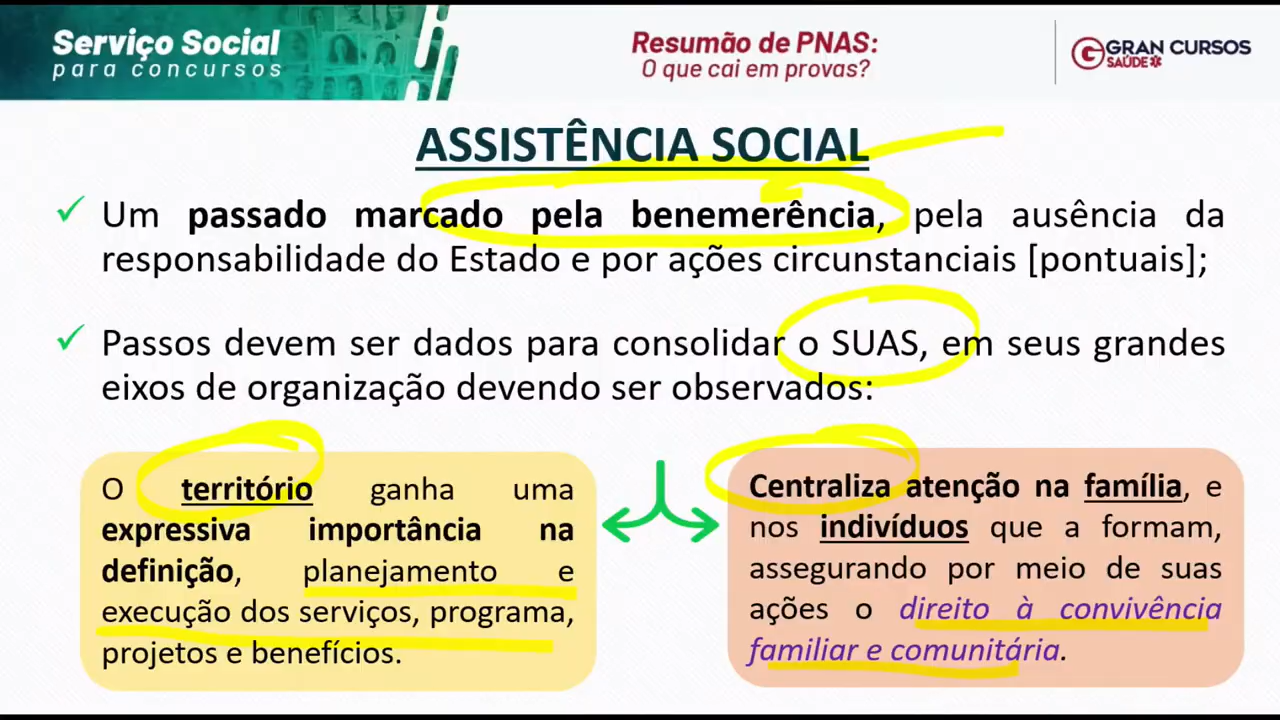 Serviço Social
para concursos
Resumão de PNAS:
O que cai em provas?
GRAN CURSOS
SAÚDE
ASSISTÊNCIA SOCIAL
Um passado marcado pela benemerência, pela ausência da
responsabilidade do Estado e por ações circunstanciais [pontuais];
Passos devem ser dados para consolidar o SUAS, em seus grandes
eixos de organização devendo ser observados:
O território ganha uma
expressiva importância na
definição, planejamento e
execução dos serviços, programa,
projetos e benefícios.
Centraliza atenção na família, e
nos indivíduos que a formam,
assegurando por meio de suas
ações o direito à convivência
familiar e comunitária.